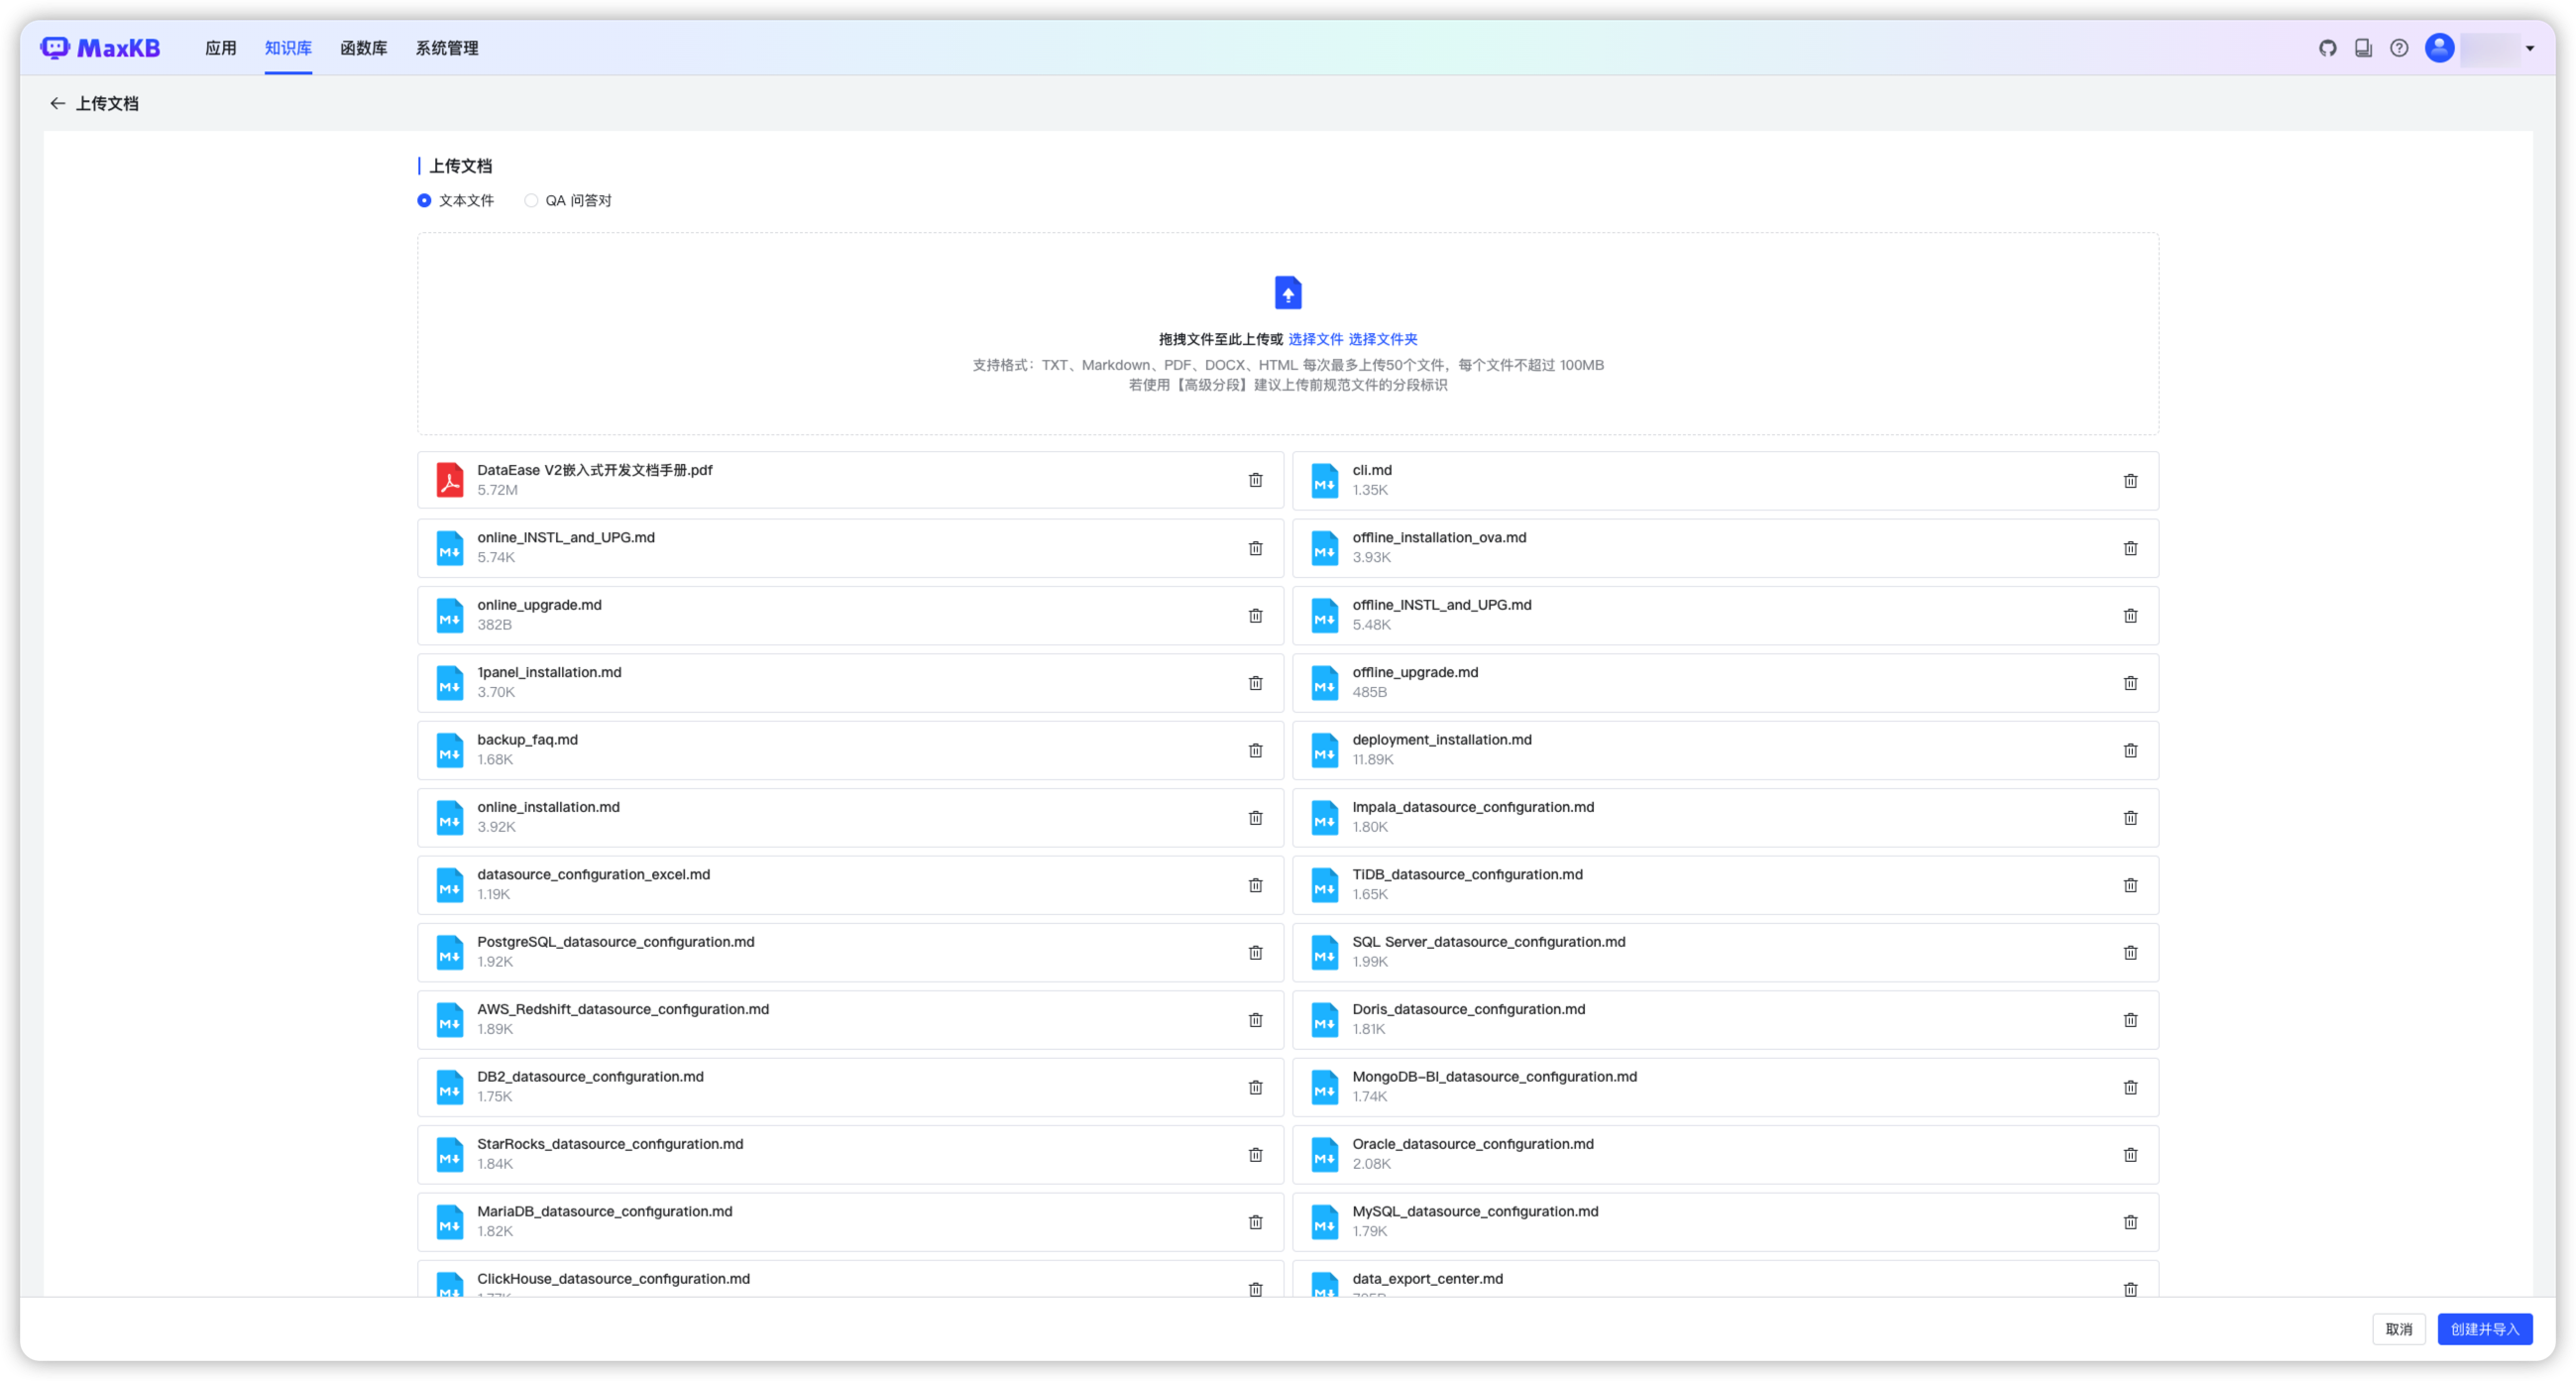 MaxKB 应用 知识库 函数库 系统管理
上传文档
上传文档
文本文件 QA 问答对
拖拽文件至此上传或 选择文件 选择文件夹
支持格式：TXT、Markdown、PDF、DOCX、HTML 每次最多上传50个文件，每个文件不超过 100MB
若使用【高级分段】建议上传前规范文件的分段标识
DataEase V2嵌入式开发文档手册.pdf
5.72M
cli.md
1.35K
online_INSTL_and_UPG.md
5.74K
offline_installation_ova.md
3.93K
online_upgrade.md
382B
offline_INSTL_and_UPG.md
5.48K
1panel_installation.md
3.70K
offline_upgrade.md
485B
backup_faq.md
1.68K
deployment_installation.md
11.89K
online_installation.md
3.92K
Impala_datasource_configuration.md
1.80K
datasource_configuration_excel.md
1.19K
TiDB_datasource_configuration.md
1.65K
PostgreSQL_datasource_configuration.md
1.92K
SQL Server_datasource_configuration.md
1.99K
AWS_Redshift_datasource_configuration.md
1.89K
Doris_datasource_configuration.md
1.81K
DB2_datasource_configuration.md
1.75K
MongoDB-BI_datasource_configuration.md
1.74K
StarRocks_datasource_configuration.md
1.84K
Oracle_datasource_configuration.md
2.08K
MariaDB_datasource_configuration.md
1.82K
MySQL_datasource_configuration.md
1.79K
ClickHouse_datasource_configuration.md
data_export_center.md
取消 创建并导入